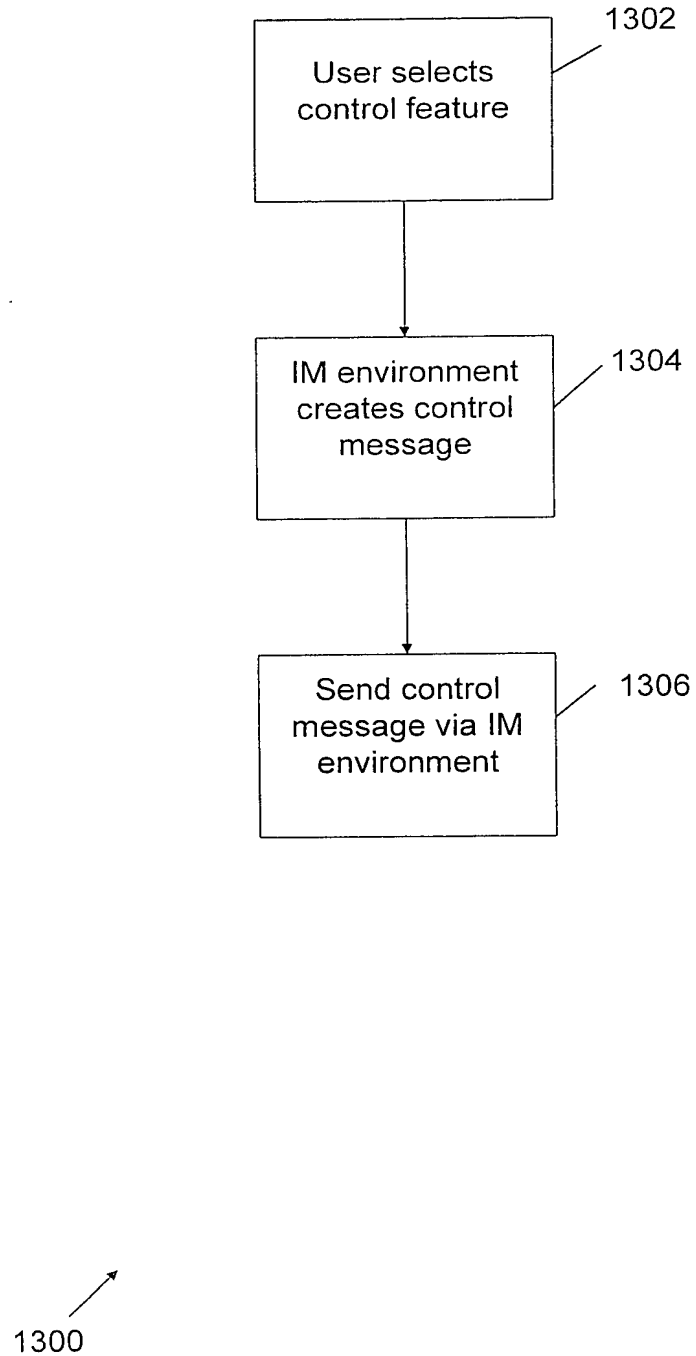 1302
User selects
control feature
1304
IM environment
creates control
message
1306
Send control
message via IM
environment
1300